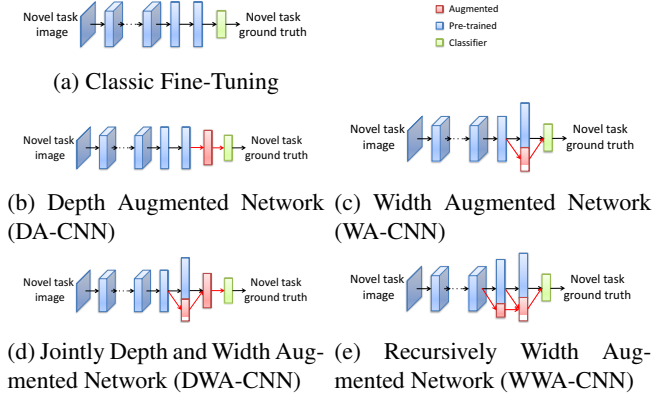 Novel task
image
Novel task
ground truth
Augmented
Pre-trained
Classifier
(a) Classic Fine-Tuning
Novel task
image
Novel task
ground truth
(b) Depth Augmented Network
(DA-CNN)
Novel task
image
Novel task
ground truth
(c) Width Augmented Network
(WA-CNN)
Novel task
image
Novel task
ground truth
(d) Jointly Depth and Width Aug-
mented Network (DWA-CNN)
Novel task
image
Novel task
ground truth
(e) Recursively Width Aug-
mented Network (WWA-CNN)